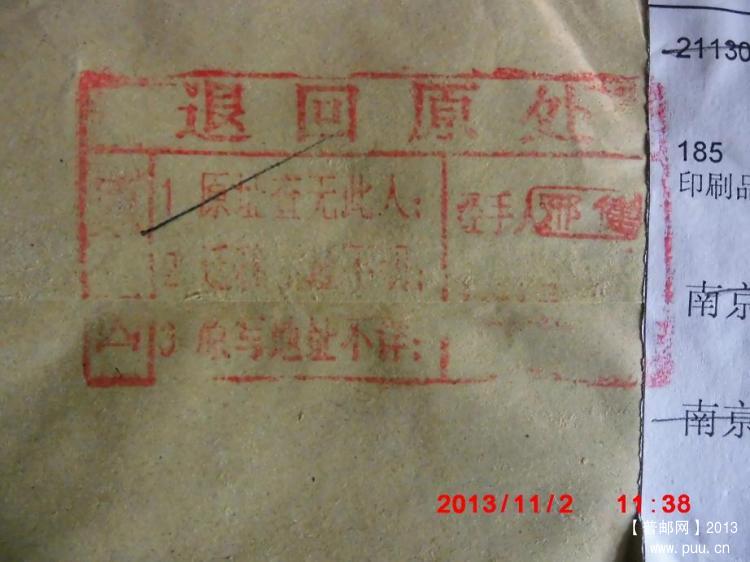 退回原处
1 原址查无此人:
经手人
2 迁移 不明:
3 原写地址不详:
21130
185
印刷品
南京
南京
2013/11/2 11:38
【普邮网】2013
www.puu.cn